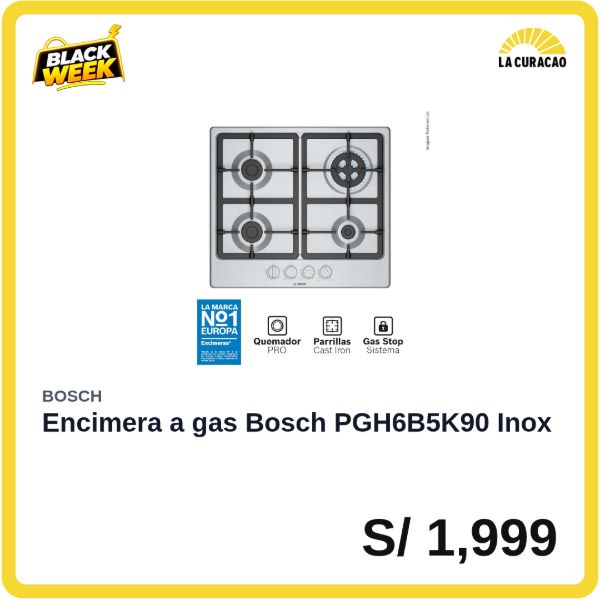 BLACK
WEEK
LA CURACAO
LA MARCA
Nº1
EUROPA
Encimeras*
Quemador
PRO
Parrillas
Cast Iron
Gas Stop
Sistema
BOSCH
Encimera a gas Bosch PGH6B5K90 Inox
S/ 1,999